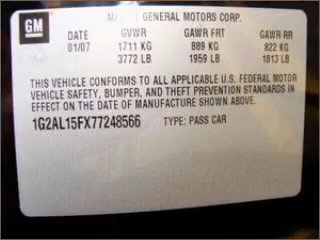 GM
GENERAL MOTORS CORP.
DATE GVWR GAWR FRT GAWR RR
01/07 1711 KG 889 KG 822 KG
3772 LB 1959 LB 1813 LB
THIS VEHICLE CONFORMS TO ALL APPLICABLE U.S. FEDERAL MOTOR
VEHICLE SAFETY, BUMPER, AND THEFT PREVENTION STANDARDS IN
EFFECT ON THE DATE OF MANUFACTURE SHOWN ABOVE.
1G2AL15FX77248566 TYPE: PASS CAR